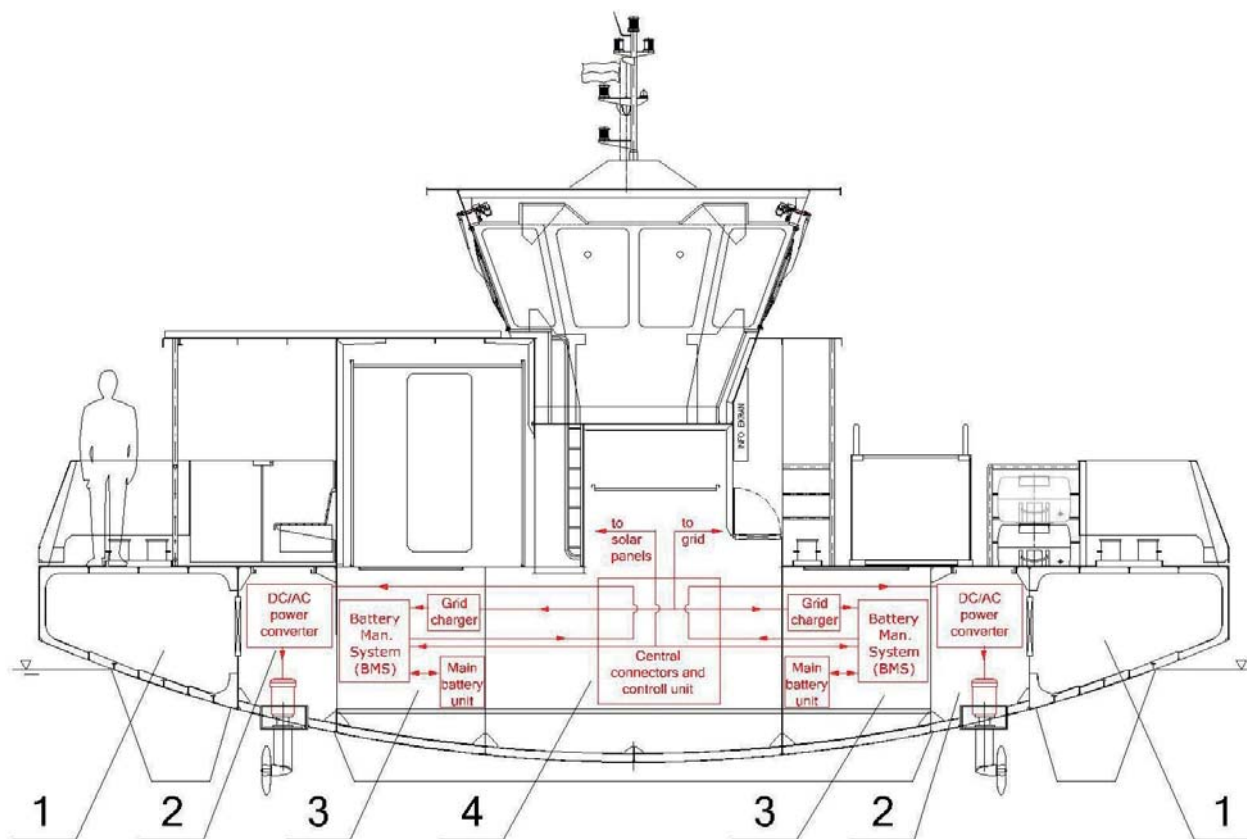 INFO EKRAN
to
solar
panels
to
grid
DC/AC
power
converter
Grid
charger
Battery
Man.
System
(BMS)
Main
battery
unit
Central
connectors and
controll unit
Grid
charger
Battery
Man.
System
(BMS)
Main
battery
unit
DC/AC
power
converter
1
2
3
4
3
2
1